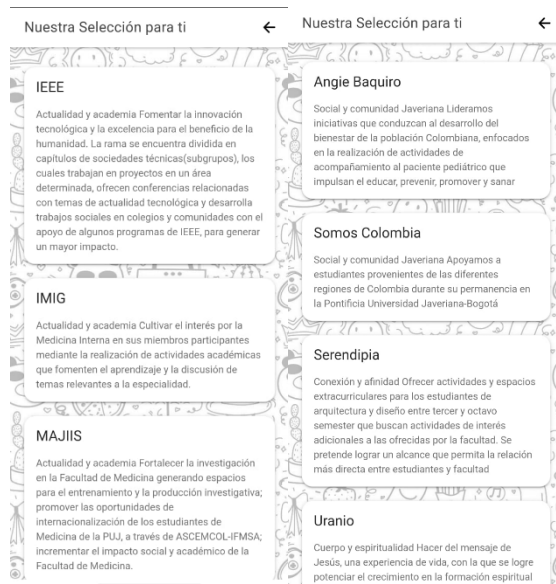 Nuestra Selección para ti
IEEE
Actualidad y academia Fomentar la innovación
tecnológica y la excelencia para el beneficio de la
humanidad. La rama se encuentra dividida en
capítulos de sociedades técnicas(subgrupos), los
cuales trabajan en proyectos en un área
determinada, ofrecen conferencias relacionadas
con temas de actualidad tecnológica y desarrolla
trabajos sociales en colegios y comunidades con el
apoyo de algunos programas de IEEE, para generar
un mayor impacto.
IMIG
Actualidad y academia Cultivar el interés por la
Medicina Interna en sus miembros participantes
mediante la realización de actividades académicas
que fomenten el aprendizaje y la discusión de
temas relevantes a la especialidad.
MAJIIS
Actualidad y academia Fortalecer la investigación
en la Facultad de Medicina generando espacios
para el entrenamiento y la producción investigativa;
promover las oportunidades de
internacionalización de los estudiantes de
Medicina de la PUJ, a través de ASCEMCOL-IFMSA;
incrementar el impacto social y académico de la
Facultad de Medicina.
Nuestra Selección para ti
Angie Baquiro
Social y comunidad Javeriana Lideramos
iniciativas que conduzcan al desarrollo del
bienestar de la población Colombiana, enfocados
en la realización de actividades de
acompañamiento al paciente pediátrico que
impulsan el educar, prevenir, promover y sanar
Somos Colombia
Social y comunidad Javeriana Apoyamos a
estudiantes provenientes de las diferentes
regiones de Colombia durante su permanencia en
la Pontificia Universidad Javeriana-Bogotá
Serendipia
Conexión y afinidad Ofrecer actividades y espacios
extracurriculares para los estudiantes de
arquitectura y diseño entre tercer y octavo
semester que buscan actividades de interés
adicionales a las ofrecidas por la facultad. Se
pretende lograr un alcance que permita la relación
más directa entre estudiantes y facultad
Uranio
Cuerpo y espiritualidad Hacer del mensaje de
Jesús, una experiencia de vida, con la que se logre
potenciar el crecimiento en la formación espiritual